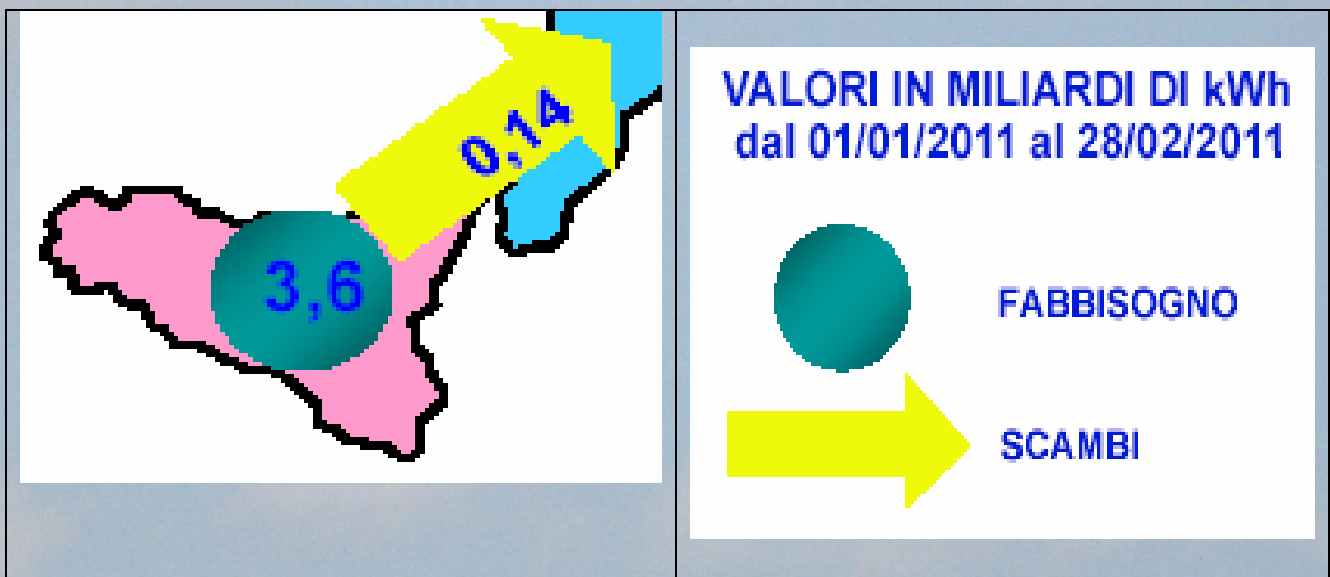 0,14
3,6
VALORI IN MILIARDI DI kWh
dal 01/01/2011 al 28/02/2011
FABBISOGNO
SCAMBI